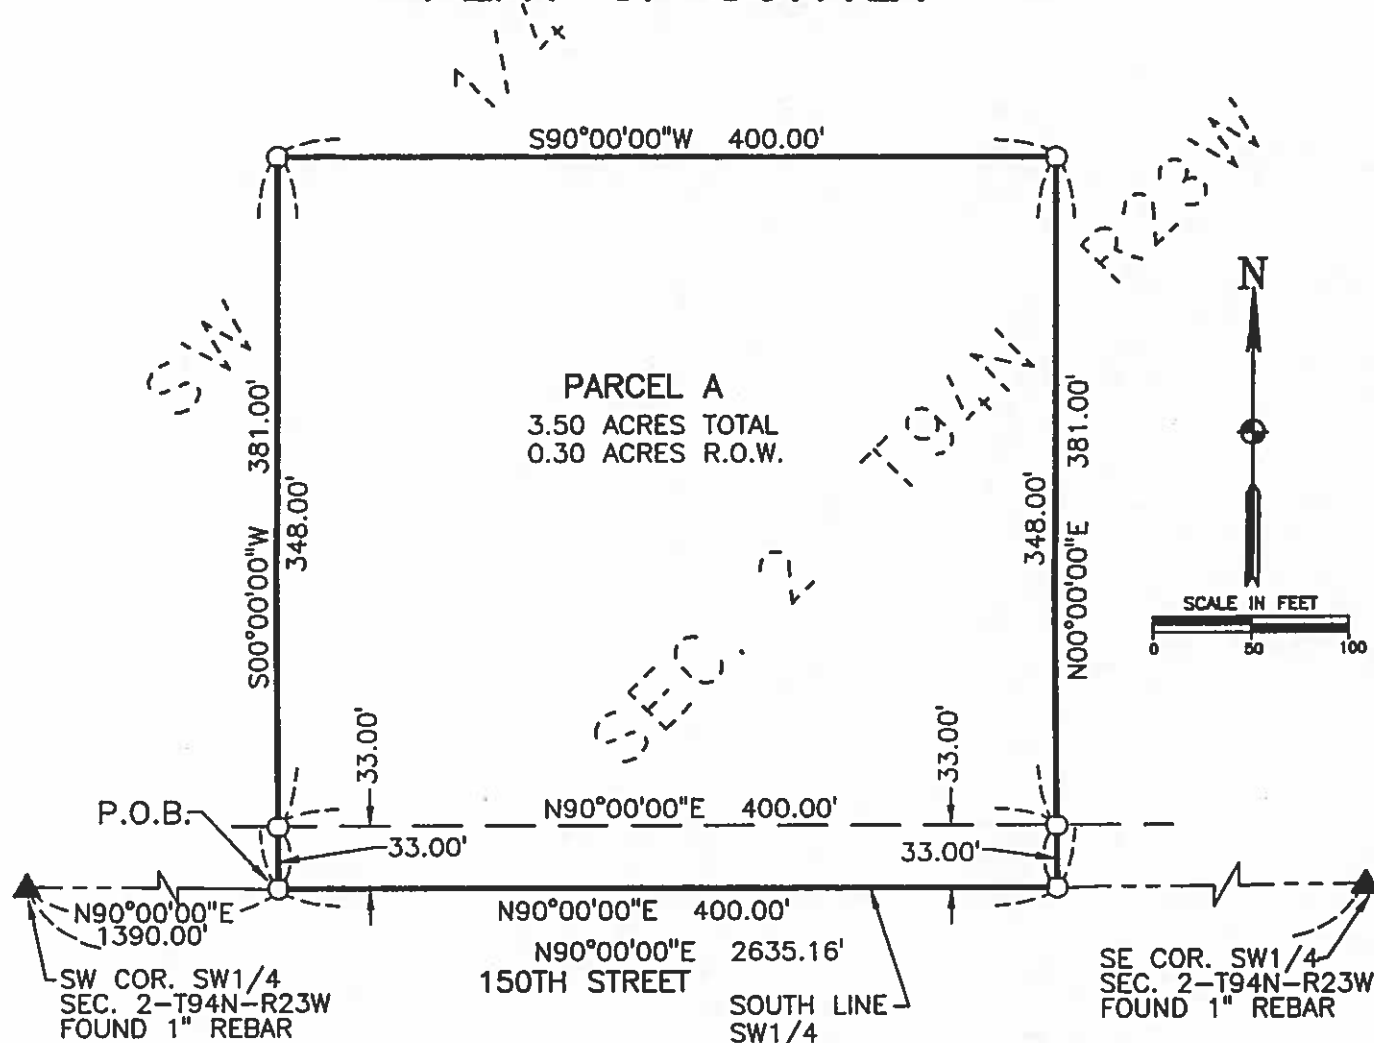 1/4
S90°00'00"W 400.00'
R23W
N
SW
PARCEL A
3.50 ACRES TOTAL
0.30 ACRES R.O.W.
T94N
381.00'
S00°00'00"W
348.00'
348.00'
381.00'
N00°00'00"E
SCALE IN FEET
0 50 100
SEC. 2
33.00'
33.00'
P.O.B.
N90°00'00"E 400.00'
33.00'
33.00'
N90°00'00"E
1390.00'
N90°00'00"E 400.00'
N90°00'00"E 2635.16'
150TH STREET
SOUTH LINE
SW1/4
SW COR. SW1/4
SEC. 2-T94N-R23W
FOUND 1" REBAR
SE COR. SW1/4
SEC. 2-T94N-R23W
FOUND 1" REBAR